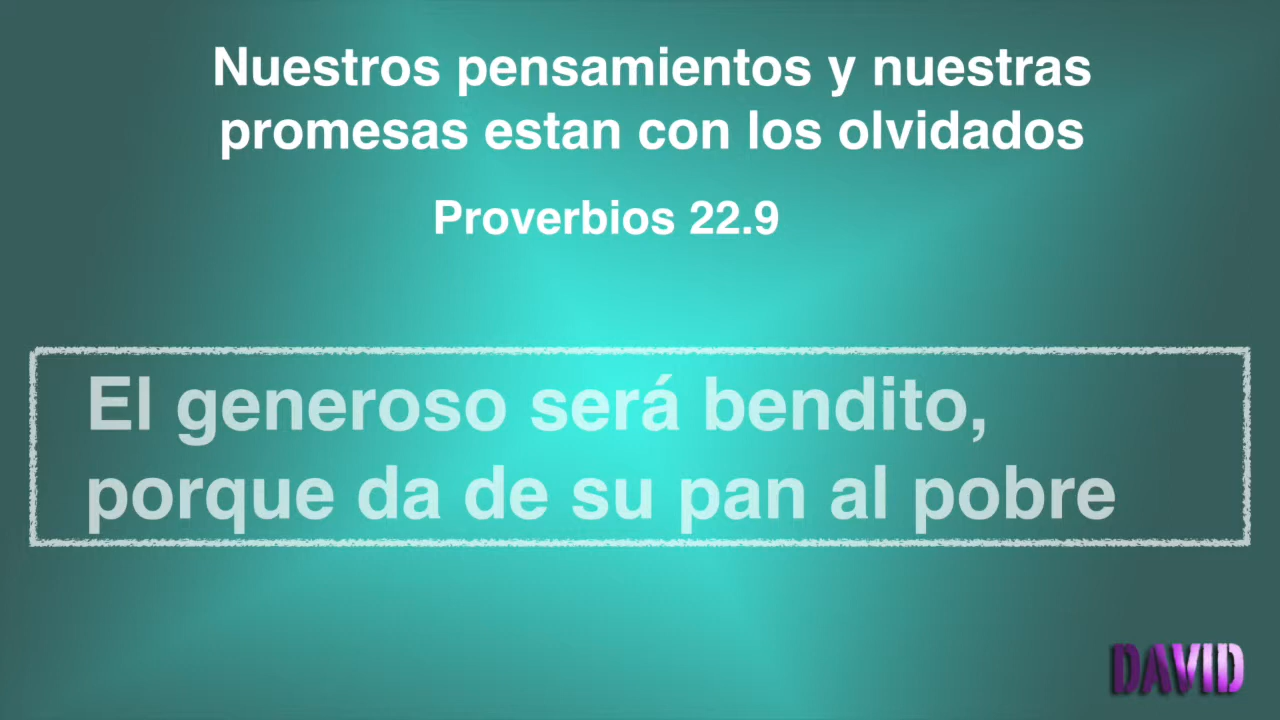 Nuestros pensamientos y nuestras
promesas estan con los olvidados
Proverbios 22.9
El generoso será bendito,
porque da de su pan al pobre
DAVID